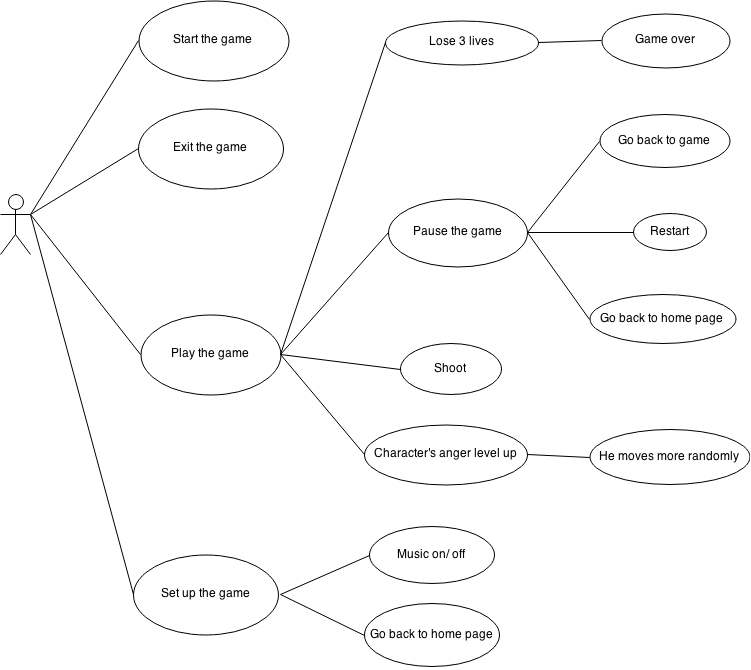 Start the game
Lose 3 lives
Game over
Exit the game
Go back to game
Pause the game
Restart
Go back to home page
Play the game
Shoot
Character's anger level up
He moves more randomly
Music on/ off
Set up the game
Go back to home page